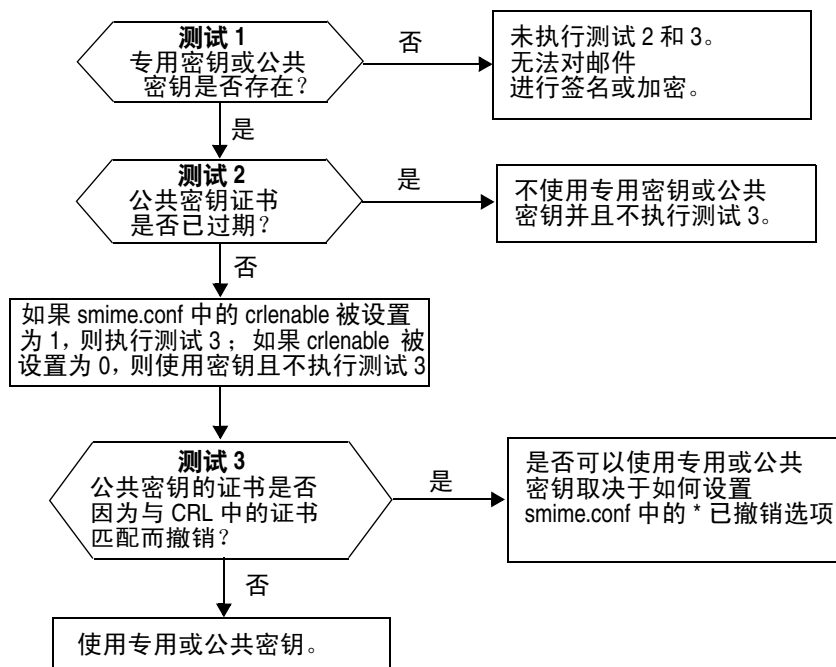 测试 1
专用密钥或公共
密钥是否存在？
否
未执行测试 2 和 3。
无法对邮件
进行签名或加密。
是
测试 2
公共密钥证书
是否已过期？
是
不使用专用密钥或公共
密钥并且不执行测试 3。
否
如果 smime.conf 中的 crlenable 被设置
为 1，则执行测试 3；如果 crlenable 被
设置为 0，则使用密钥且不执行测试 3
测试 3
公共密钥的证书是否
因为与 CRL 中的证书
匹配而撤销？
是
是否可以使用专用或公共
密钥取决于如何设置
smime.conf 中的 * 已撤销选项
否
使用专用或公共密钥。